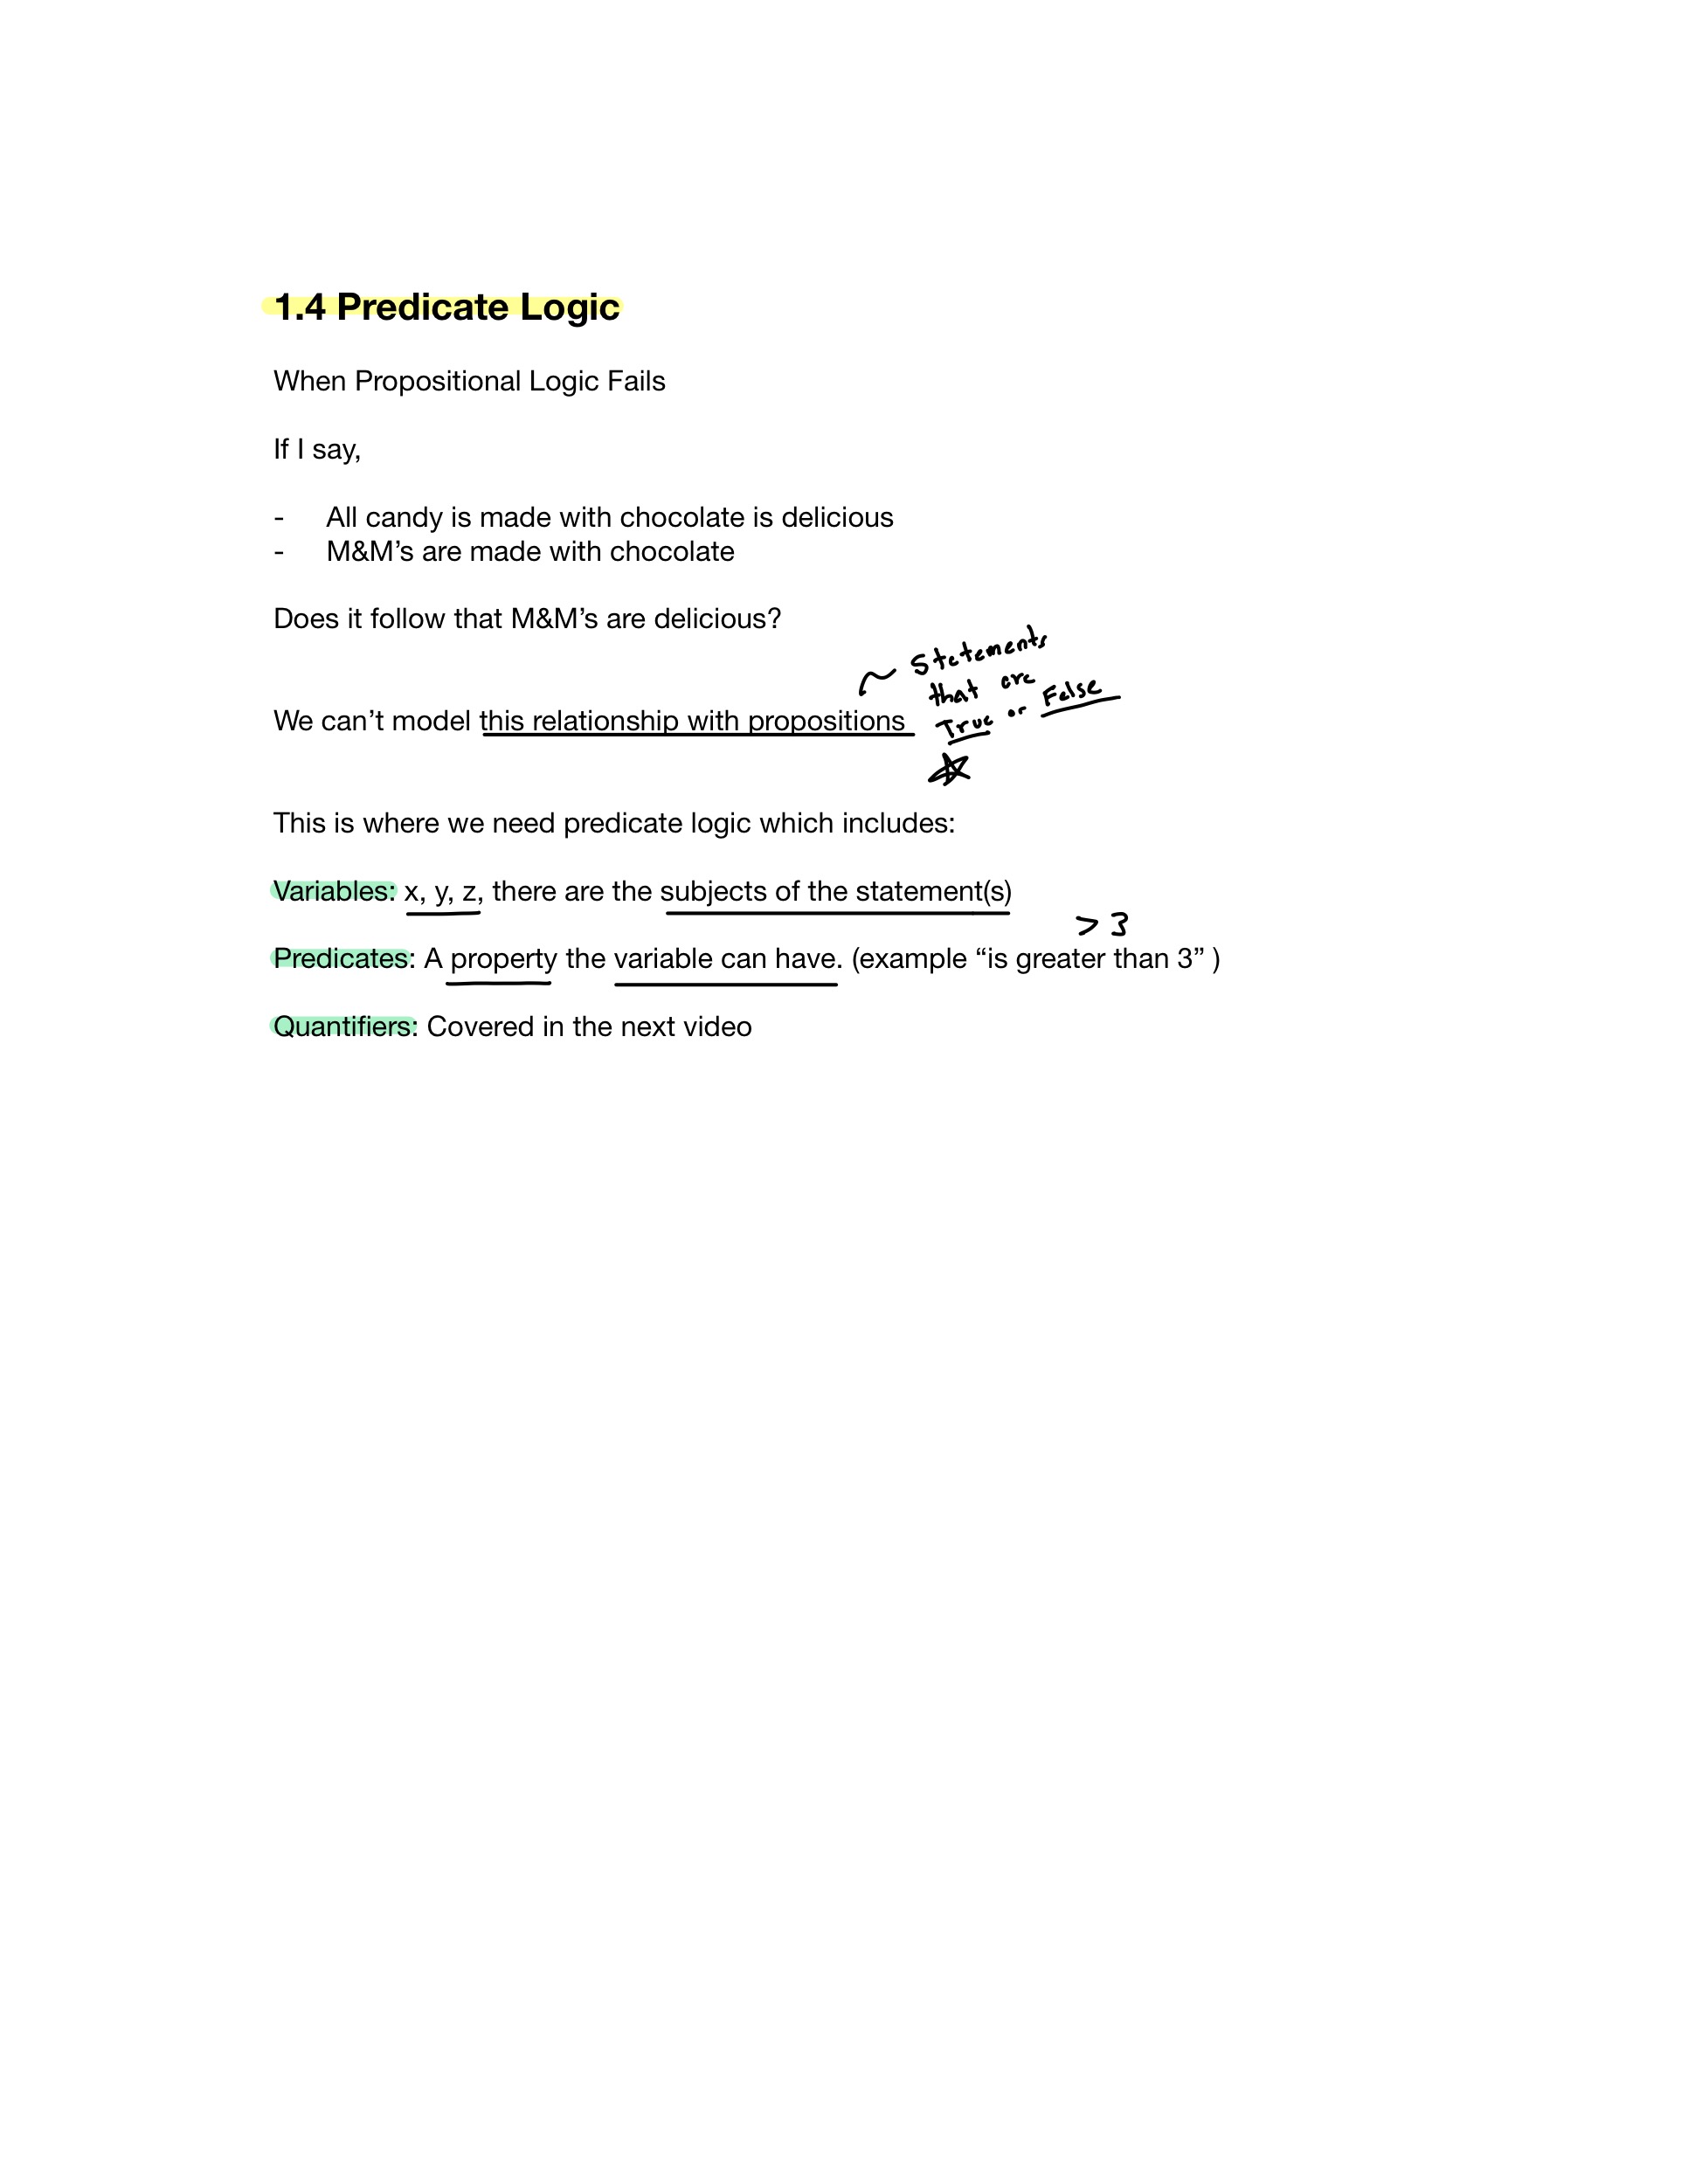 1.4 Predicate Logic
When Propositional Logic Fails
If I say,
- All candy is made with chocolate is delicious
- M&M’s are made with chocolate
Does it follow that M&M’s are delicious?
Statements
that are
True or False
We can’t model this relationship with propositions
This is where we need predicate logic which includes:
Variables: x, y, z, there are the subjects of the statement(s)
> 3
Predicates: A property the variable can have. (example “is greater than 3” )
Quantifiers: Covered in the next video